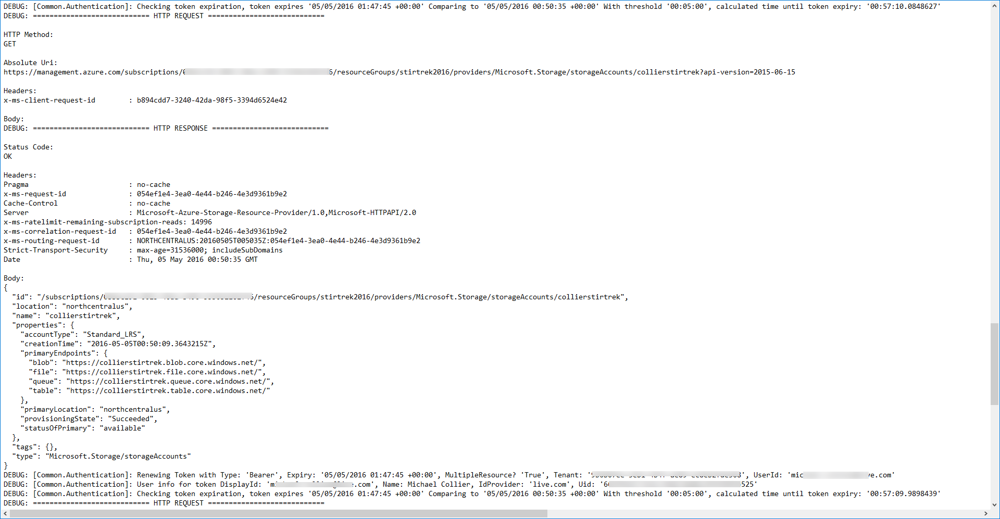 DEBUG: [Common.Authentication]: Checking token expiration, token expires '05/05/2016 01:47:45 +00:00' Comparing to '05/05/2016 00:50:35 +00:00' With threshold '00:05:00', calculated time until token expiry: '00:57:10.0848627'
DEBUG: ============================ HTTP REQUEST ============================
HTTP Method:
GET
Absolute Uri:
https://management.azure.com/subscriptions/0 6/resourceGroups/stirtrek2016/providers/Microsoft.Storage/storageAccounts/collierstirtrek?api-version=2015-06-15
Headers:
x-ms-client-request-id        : b894cdd7-3240-42da-98f5-3394d6524e42
Body:
DEBUG: ============================ HTTP RESPONSE ============================
Status Code:
OK
Headers:
Pragma                        : no-cache
x-ms-request-id               : 054ef1e4-3ea0-4e44-b246-4e3d9361b9e2
Cache-Control                 : no-cache
Server                        : Microsoft-Azure-Storage-Resource-Provider/1.0,Microsoft-HTTPAPI/2.0
x-ms-ratelimit-remaining-subscription-reads: 14996
x-ms-correlation-request-id   : 054ef1e4-3ea0-4e44-b246-4e3d9361b9e2
x-ms-routing-request-id       : NORTHCENTRALUS:20160505T005035Z:054ef1e4-3ea0-4e44-b246-4e3d9361b9e2
Strict-Transport-Security     : max-age=31536000; includeSubDomains
Date                          : Thu, 05 May 2016 00:50:35 GMT
Body:
{
  "id": "/subscriptions/ /resourceGroups/stirtrek2016/providers/Microsoft.Storage/storageAccounts/collierstirtrek",
  "location": "northcentralus",
  "name": "collierstirtrek",
  "properties": {
    "accountType": "Standard_LRS",
    "creationTime": "2016-05-05T00:50:09.3643215Z",
    "primaryEndpoints": {
      "blob": "https://collierstirtrek.blob.core.windows.net/",
      "file": "https://collierstirtrek.file.core.windows.net/",
      "queue": "https://collierstirtrek.queue.core.windows.net/",
      "table": "https://collierstirtrek.table.core.windows.net/"
    },
    "primaryLocation": "northcentralus",
    "provisioningState": "Succeeded",
    "statusOfPrimary": "available"
  },
  "tags": {},
  "type": "Microsoft.Storage/storageAccounts"
}
DEBUG: [Common.Authentication]: Renewing Token with Type: 'Bearer', Expiry: '05/05/2016 01:47:45 +00:00', MultipleResource? 'True', Tenant: ' ', UserId: 'mic e.com'
DEBUG: [Common.Authentication]: User info for token DisplayId: ' .com', Name: Michael Collier, IdProvider: 'live.com', Uid: '6 525'
DEBUG: [Common.Authentication]: Checking token expiration, token expires '05/05/2016 01:47:45 +00:00' Comparing to '05/05/2016 00:50:35 +00:00' With threshold '00:05:00', calculated time until token expiry: '00:57:09.9898439'
DEBUG: ============================ HTTP REQUEST ============================